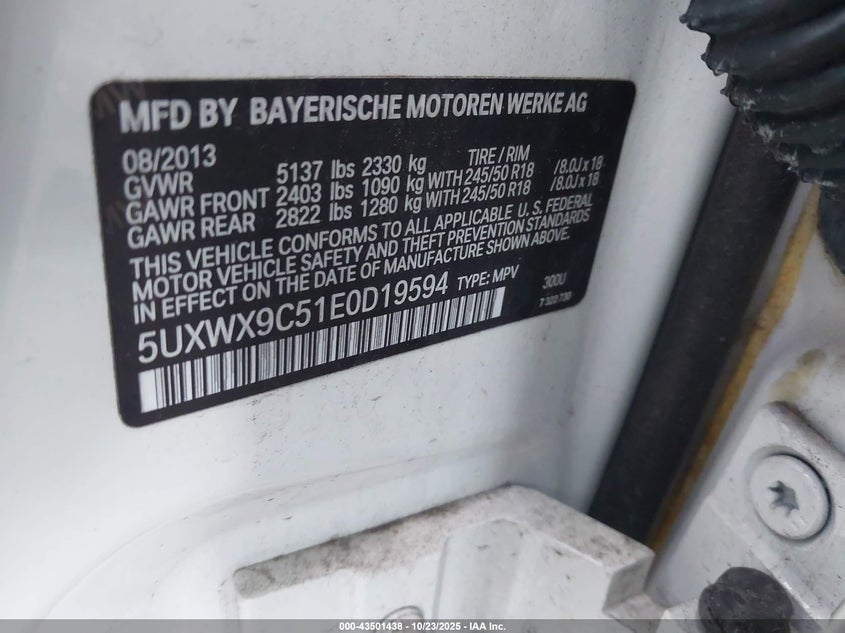 MFD BY BAYERISCHE MOTOREN WERKE AG
08/2013 TIRE / RIM
GVWR 5137 lbs 2330 kg
GAWR FRONT 2403 lbs 1090 kg WITH 245/50 R18 /8.0J x 18
GAWR REAR 2822 lbs 1280 kg WITH 245/50 R18 /8.0J x 18
THIS VEHICLE CONFORMS TO ALL APPLICABLE U.S. FEDERAL
MOTOR VEHICLE SAFETY AND THEFT PREVENTION STANDARDS
IN EFFECT ON THE DATE OF MANUFACTURE SHOWN ABOVE.
5UXWX9C51E0D19594 TYPE: MPV 300U
7 320 730
000-43501438 - 10/23/2025 - IAA Inc.